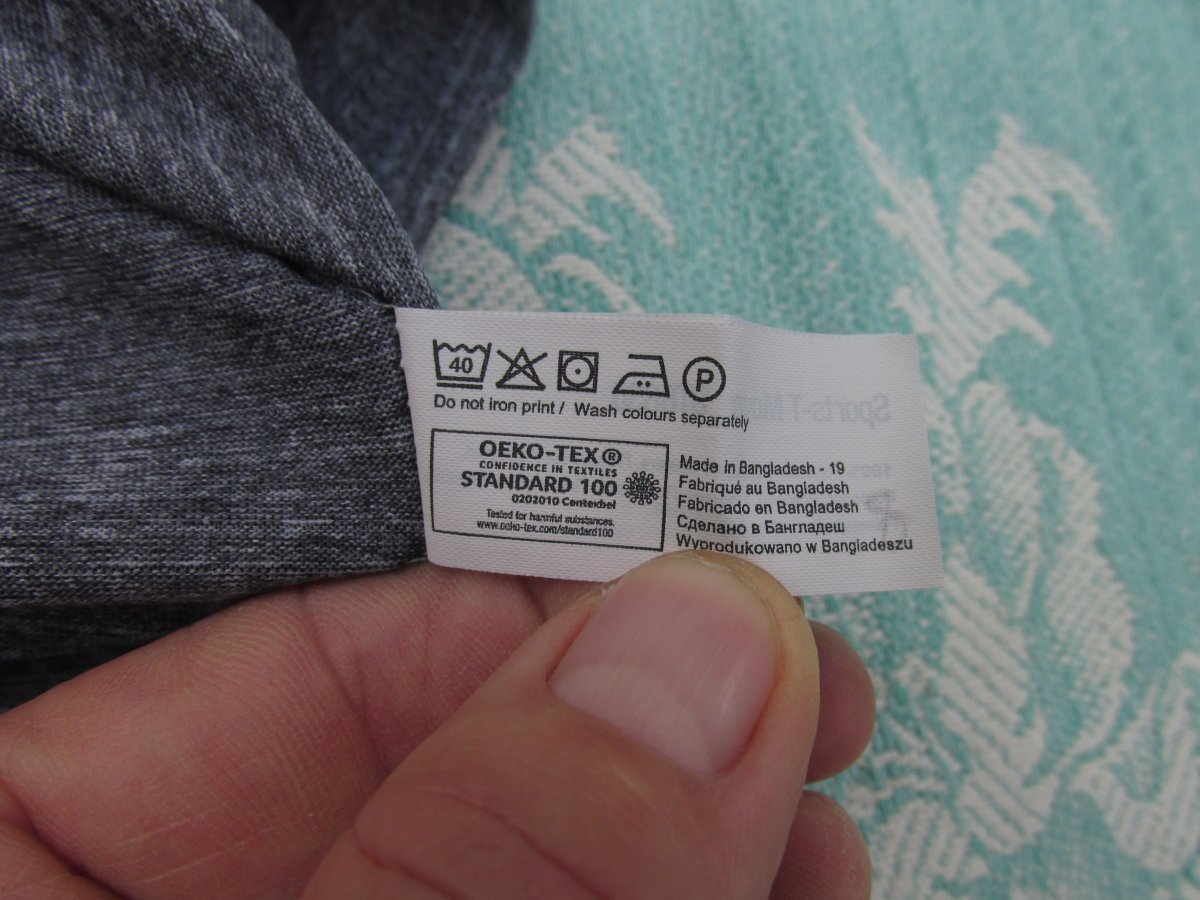 40
P
Do not iron print / Wash colours separately
OEKO-TEX®
CONFIDENCE IN TEXTILES
STANDARD 100
0202010 Centexbel
Tested for harmful substances.
www.oeko-tex.com/standard100
Made in Bangladesh - 19
Fabriqué au Bangladesh
Fabricado en Bangladesh
Сделано в Бангладеш
Wyprodukowano w Bangladeszu